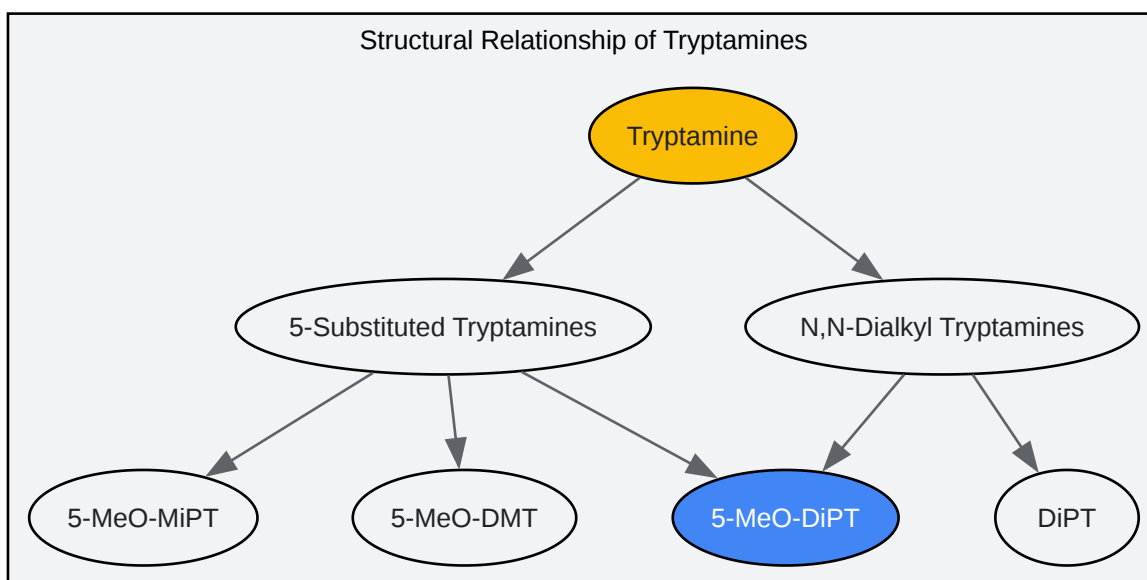 Structural Relationship of Tryptamines
Tryptamine
5-Substituted Tryptamines
N,N-Dialkyl Tryptamines
5-MeO-MiPT
5-MeO-DMT
5-MeO-DiPT
DiPT